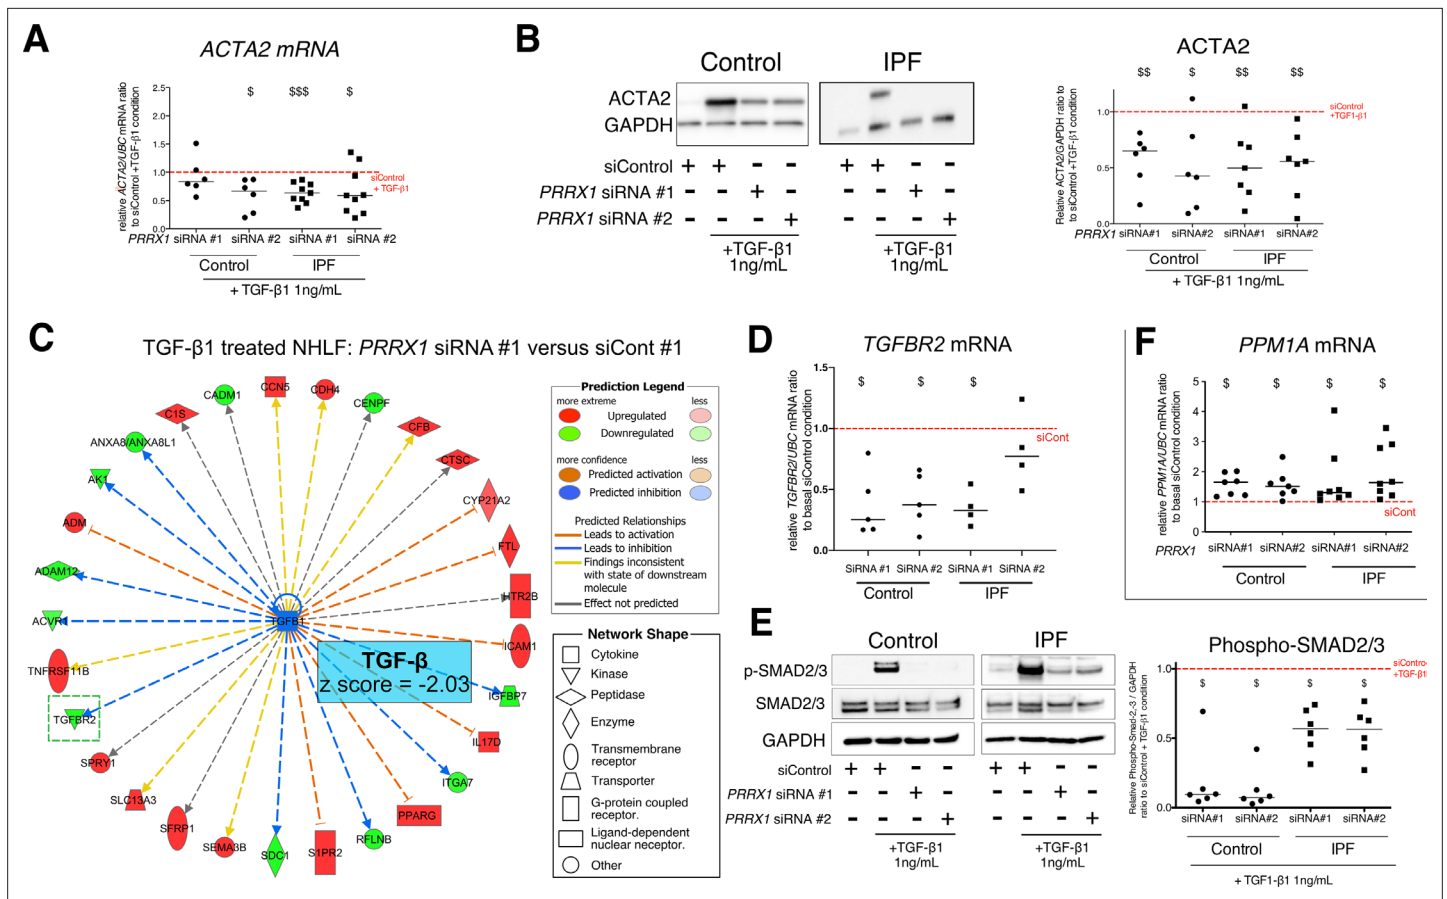 A
ACTA2 mRNA
relative ACTA2/UBC mRNA ratio
to siControl +TGF-β1 condition
2.5
2.0
1.5
1.0
0.5
0.0
$
$$$
$
siControl
+ TGF-β1
PRRX1 siRNA #1 siRNA #2 siRNA #1 siRNA #2
Control IPF
+ TGF-β1 1ng/mL
B
Control IPF
ACTA2
GAPDH
siControl + + - - + + - -
PRRX1 siRNA #1 - - + - - - + -
PRRX1 siRNA #2 - - - + - - - +
+TGF-β1
1ng/mL
+TGF-β1
1ng/mL
ACTA2
Relative ACTA2/GAPDH ratio to
to siControl +TGF-β1 condition
$$ $ $$ $$
1.0
0.5
0.0
siControl
+TGF1-β1
PRRX1 siRNA#1 siRNA#2 siRNA#1 siRNA#2
Control IPF
+ TGF-β1 1ng/mL
C
TGF-β1 treated NHLF: PRRX1 siRNA #1 versus siCont #1
CCN5
CDH4
CENPF
CFB
CTSC
CYP21A2
FTL
HTR2B
ICAM1
IGFBP7
IL17D
ITGA7
PPARG
RFLNB
S1PR2
SDC1
SEMA3B
SFRP1
SLC13A3
SPRY1
TGFBR2
TNFRSF11B
ACVR1
ADAM12
ADM
AK1
ANXA8/ANXA8L1
C1S
CADM1
TGFB1
TGF-β
z score = -2.03
Prediction Legend
more extreme less
Upregulated
Downregulated
more confidence less
Predicted activation
Predicted inhibition
Predicted Relationships
Leads to activation
Leads to inhibition
Findings inconsistent
with state of downstream
molecule
Effect not predicted
Network Shape
Cytokine
Kinase
Peptidase
Enzyme
Transmembrane
receptor
Transporter
G-protein coupled
receptor.
Ligand-dependent
nuclear receptor.
Other
D
TGFBR2 mRNA
relative TGFBR2/UBC mRNA ratio
to basal siControl condition
1.5
1.0
0.5
0.0
$ $ $
siCont
SiRNA #1 SiRNA #2 SiRNA #1 SiRNA #2
Control IPF
E
Control IPF
p-SMAD2/3
SMAD2/3
GAPDH
siControl + + - - + + - -
PRRX1 siRNA #1 - - + - - - + -
PRRX1 siRNA #2 - - - + - - - +
+TGF-β1
1ng/mL
+TGF-β1
1ng/mL
Phospho-SMAD2/3
Relative Phospho-Smad-2,-3 / GAPDH
ratio to siControl + TGF-β1 condition
1.0
0.5
0.0
$ $ $ $
siControl
+TGF-β1
siRNA#1 siRNA#2 siRNA#1 siRNA#2
Control IPF
+ TGF1-β1 1ng/mL
F
PPM1A mRNA
relative PPM1A/UBC mRNA ratio
to basal siControl condition
5
4
3
2
1
0
$ $ $ $
siCont
PRRX1 siRNA#1 siRNA#2 siRNA#1 siRNA#2
Control IPF